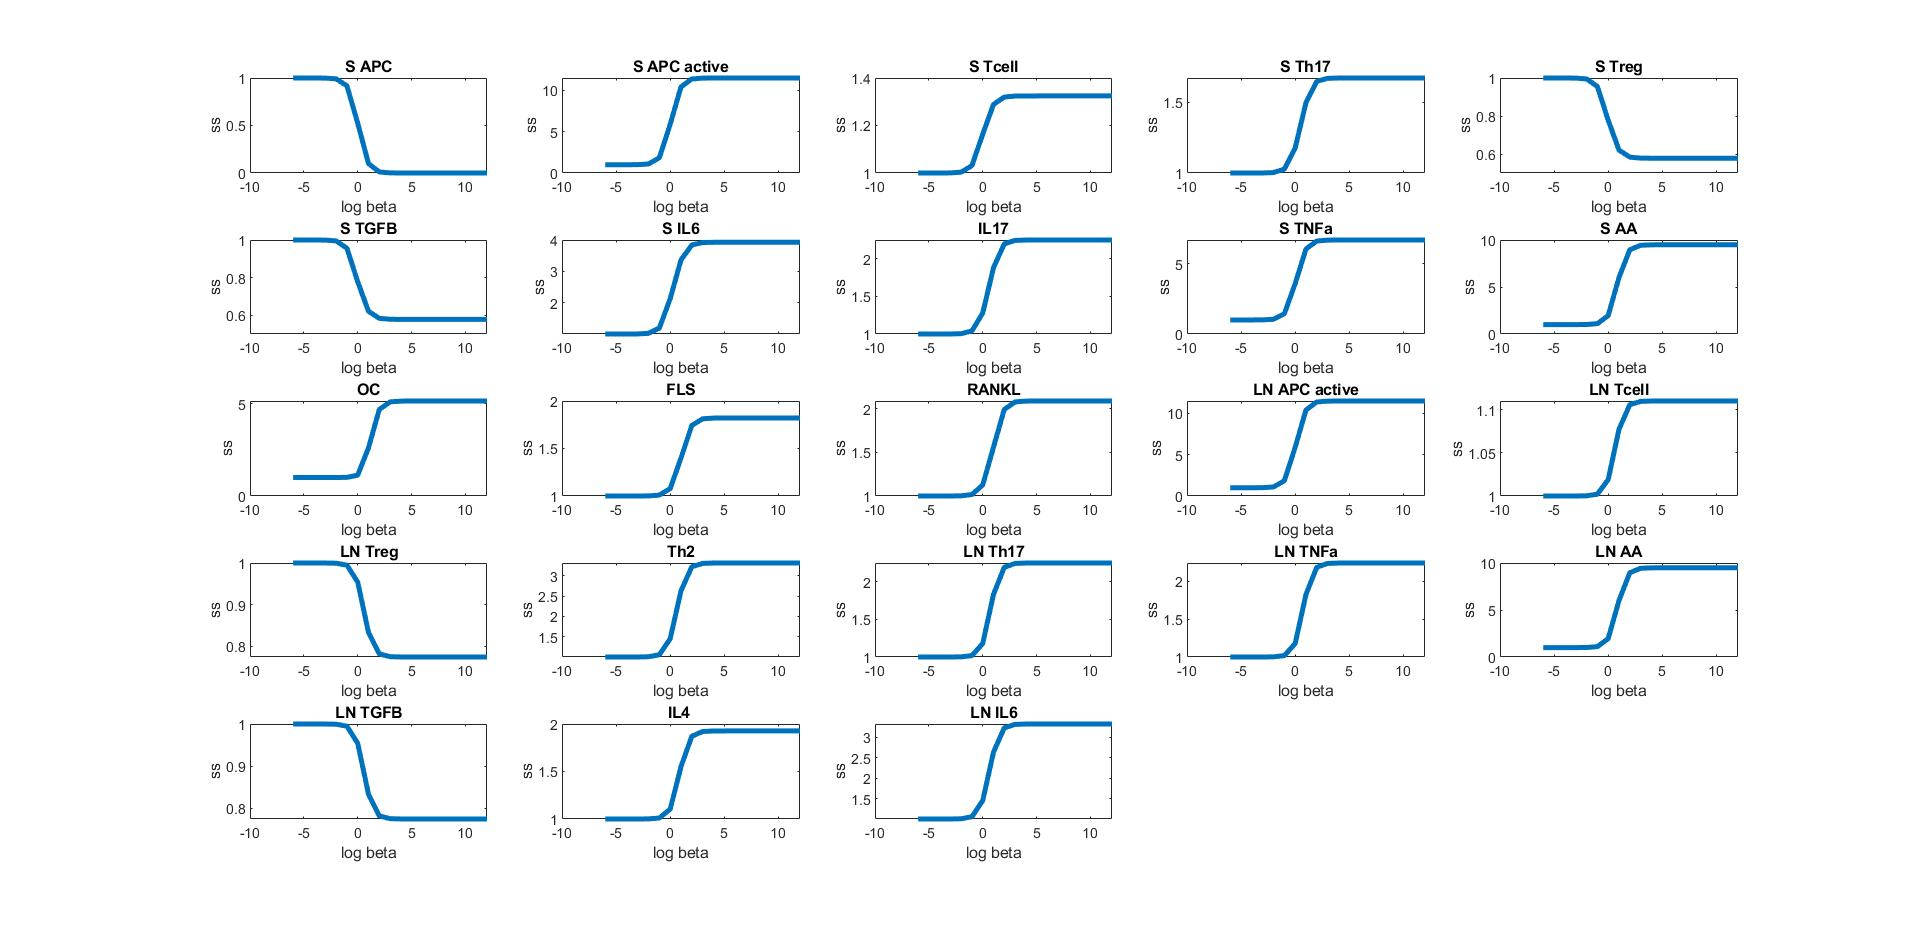 S APC
S APC active
S Tcell
S Th17
S Treg
1
0.5
0
ss
-10 -5 0 5 10
log beta
10
5
0
ss
-10 -5 0 5 10
log beta
1.4
1.2
1
ss
-10 -5 0 5 10
log beta
1.5
1
ss
-10 -5 0 5 10
log beta
1
0.8
0.6
ss
-10 -5 0 5 10
log beta
S TGFB
S IL6
IL17
S TNFa
S AA
1
0.8
0.6
ss
-10 -5 0 5 10
log beta
4
3
2
ss
-10 -5 0 5 10
log beta
2
1.5
1
ss
-10 -5 0 5 10
log beta
5
0
ss
-10 -5 0 5 10
log beta
10
5
0
ss
-10 -5 0 5 10
log beta
OC
FLS
RANKL
LN APC active
LN Tcell
5
0
ss
-10 -5 0 5 10
log beta
2
1.5
1
ss
-10 -5 0 5 10
log beta
2
1.5
1
ss
-10 -5 0 5 10
log beta
10
5
0
ss
-10 -5 0 5 10
log beta
1.1
1.05
1
ss
-10 -5 0 5 10
log beta
LN Treg
Th2
LN Th17
LN TNFa
LN AA
1
0.9
0.8
ss
-10 -5 0 5 10
log beta
3
2.5
2
1.5
ss
-10 -5 0 5 10
log beta
2
1.5
1
ss
-10 -5 0 5 10
log beta
2
1.5
1
ss
-10 -5 0 5 10
log beta
10
5
0
ss
-10 -5 0 5 10
log beta
LN TGFB
IL4
LN IL6
1
0.9
0.8
ss
-10 -5 0 5 10
log beta
2
1.5
1
ss
-10 -5 0 5 10
log beta
3
2.5
2
1.5
ss
-10 -5 0 5 10
log beta